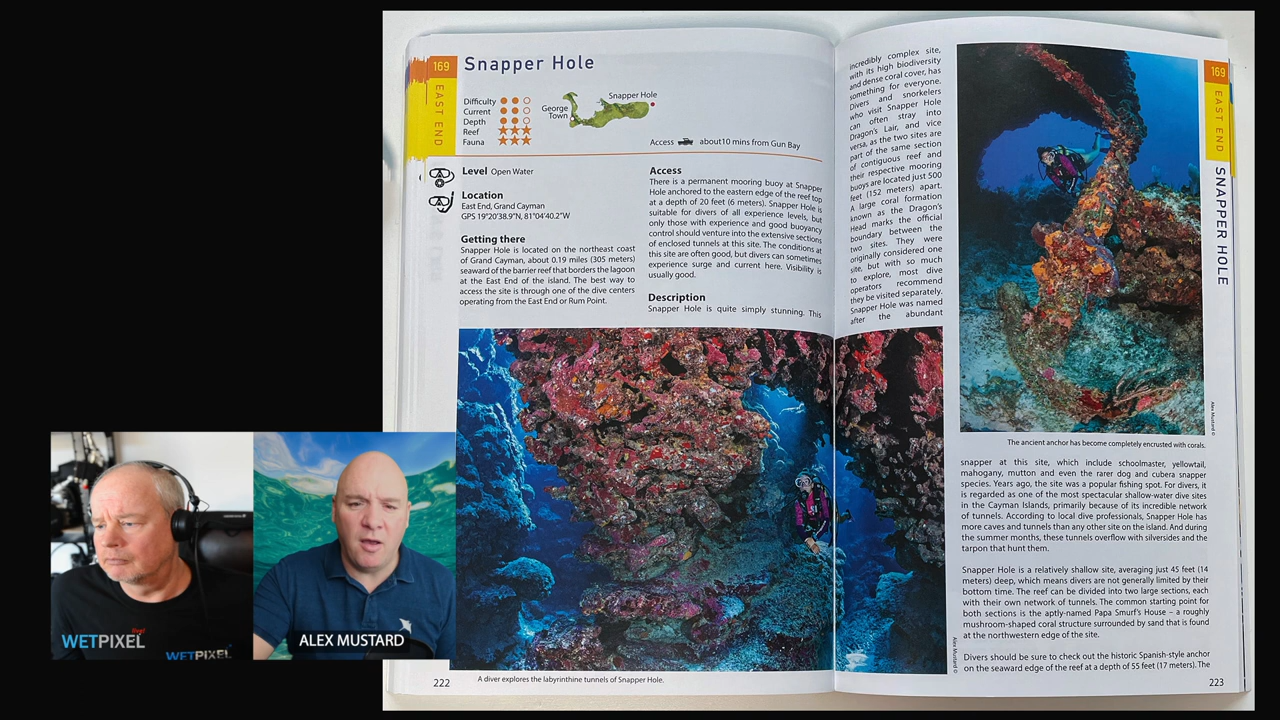 169
EAST END
Snapper Hole
Difficulty
Current
Depth
Reef
Fauna
George
Town
Snapper Hole
Access about10 mins from Gun Bay
Level Open Water
Location
East End, Grand Cayman
GPS 19°20'38.9"N, 81°04'40.2"W
Getting there
Snapper Hole is located on the northeast coast
of Grand Cayman, about 0.19 miles (305 meters)
seaward of the barrier reef that borders the lagoon
at the East End of the island. The best way to
access the site is through one of the dive centers
operating from the East End or Rum Point.
Access
There is a permanent mooring buoy at Snapper
Hole anchored to the eastern edge of the reef top
at a depth of 20 feet (6 meters). Snapper Hole is
suitable for divers of all experience levels, but
only those with experience and good buoyancy
control should venture into the extensive sections
of enclosed tunnels at this site. The conditions at
this site are often good, but divers can sometimes
experience surge and current here. Visibility is
usually good.
Description
Snapper Hole is quite simply stunning. This
A diver explores the labyrinthine tunnels of Snapper Hole.
222
incredibly complex site,
with its high biodiversity
and dense coral cover, has
something for everyone.
Divers and snorkelers
who visit Snapper Hole
can often stray into
Dragon's Lair, and vice
versa, as the two sites are
part of the same section
of contiguous reef and
their respective mooring
buoys are located just 500
feet (152 meters) apart.
A large coral formation
known as the Dragon's
Head marks the official
boundary between the
two sites. They were
originally considered one
site, but with so much
to explore, most dive
operators recommend
they be visited separately.
Snapper Hole was named
after the abundant
Alex Mustard ©
169
EAST END
SNAPPER HOLE
Alex Mustard ©
The ancient anchor has become completely encrusted with corals.
snapper at this site, which include schoolmaster, yellowtail,
mahogany, mutton and even the rarer dog and cubera snapper
species. Years ago, the site was a popular fishing spot. For divers, it
is regarded as one of the most spectacular shallow-water dive sites
in the Cayman Islands, primarily because of its incredible network
of tunnels. According to local dive professionals, Snapper Hole has
more caves and tunnels than any other site on the island. And during
the summer months, these tunnels overflow with silversides and the
tarpon that hunt them.
Snapper Hole is a relatively shallow site, averaging just 45 feet (14
meters) deep, which means divers are not generally limited by their
bottom time. The reef can be divided into two large sections, each
with their own network of tunnels. The common starting point for
both sections is the aptly-named Papa Smurf's House – a roughly
mushroom-shaped coral structure surrounded by sand that is found
at the northwestern edge of the site.
Divers should be sure to check out the historic Spanish-style anchor
on the seaward edge of the reef at a depth of 55 feet (17 meters). The
223
WETPIXEL
WETPIXEL
ALEX MUSTARD